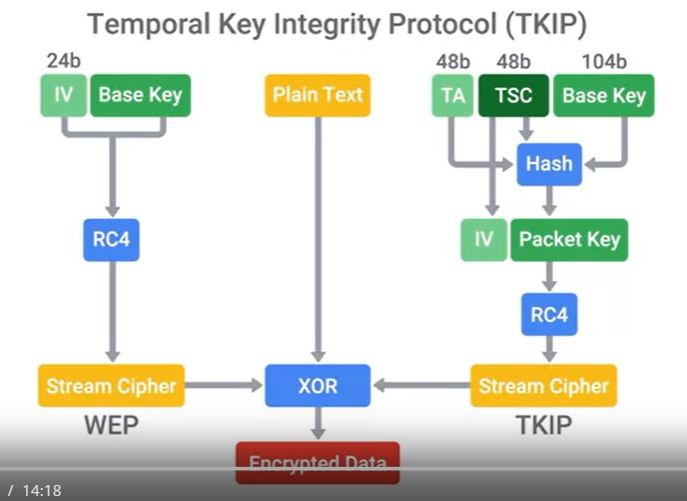 Temporal Key Integrity Protocol (TKIP)
24b
48b 48b 104b
IV Base Key
Plain Text
TA TSC Base Key
Hash
RC4
IV Packet Key
RC4
Stream Cipher
XOR
Stream Cipher
WEP
TKIP
Encrypted Data
/ 14:18